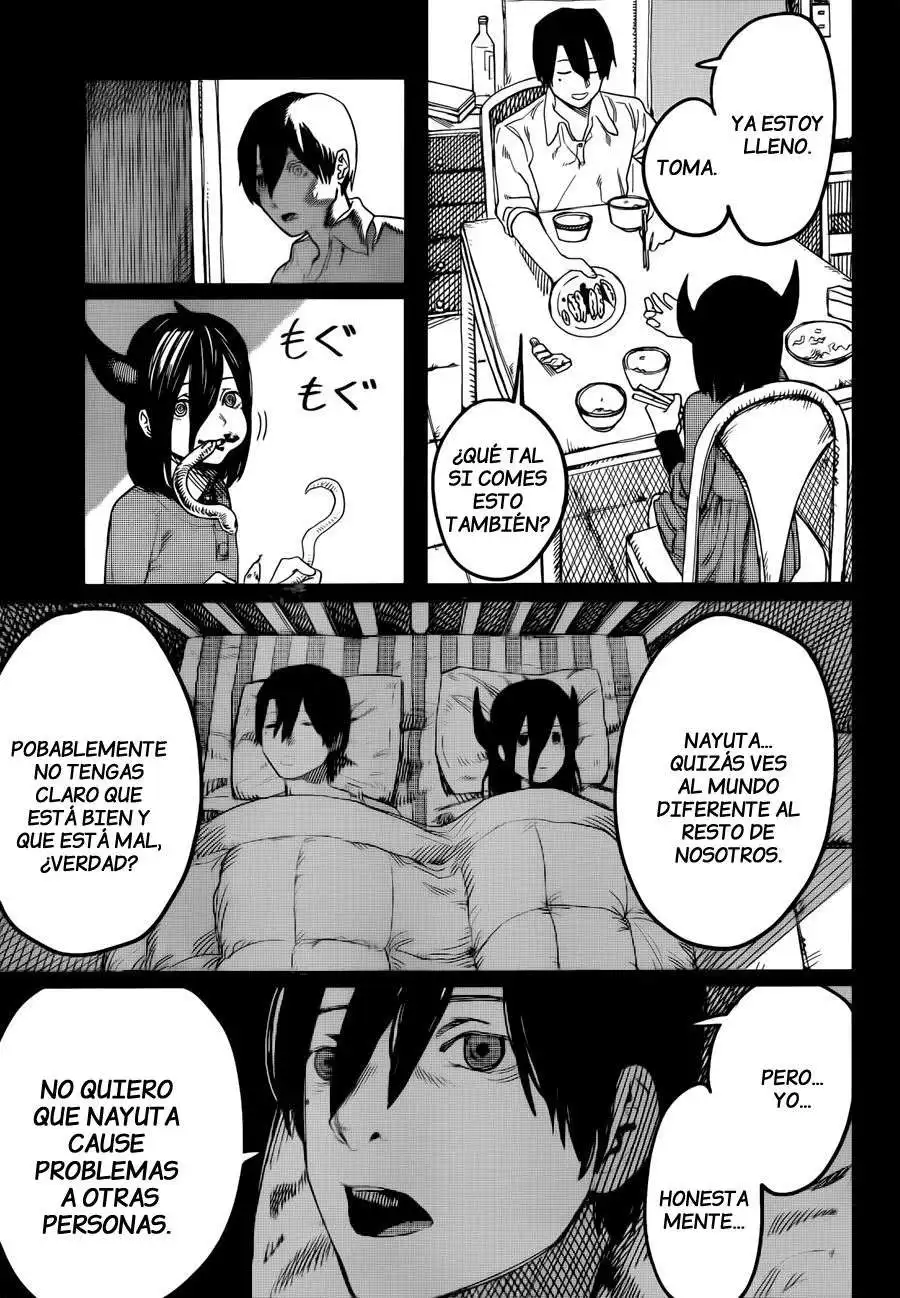 YA ESTOY
LLENO.
TOMA.
¿QUÉ TAL
SI COMES
ESTO
TAMBIÉN?
もぐ
もぐ
NAYUTA...
QUIZÁS VES
AL MUNDO
DIFERENTE AL
RESTO DE
NOSOTROS.
POBABLEMENTE
NO TENGAS
CLARO QUE
ESTÁ BIEN Y
QUE ESTÁ MAL,
¿VERDAD?
PERO...
YO...
HONESTA
MENTE...
NO QUIERO
QUE NAYUTA
CAUSE
PROBLEMAS
A OTRAS
PERSONAS.